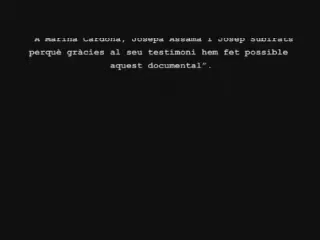 "A Marina Cardona, Josepa Assama i Josep Subirats
perquè gràcies al seu testimoni hem fet possible
aquest documental".